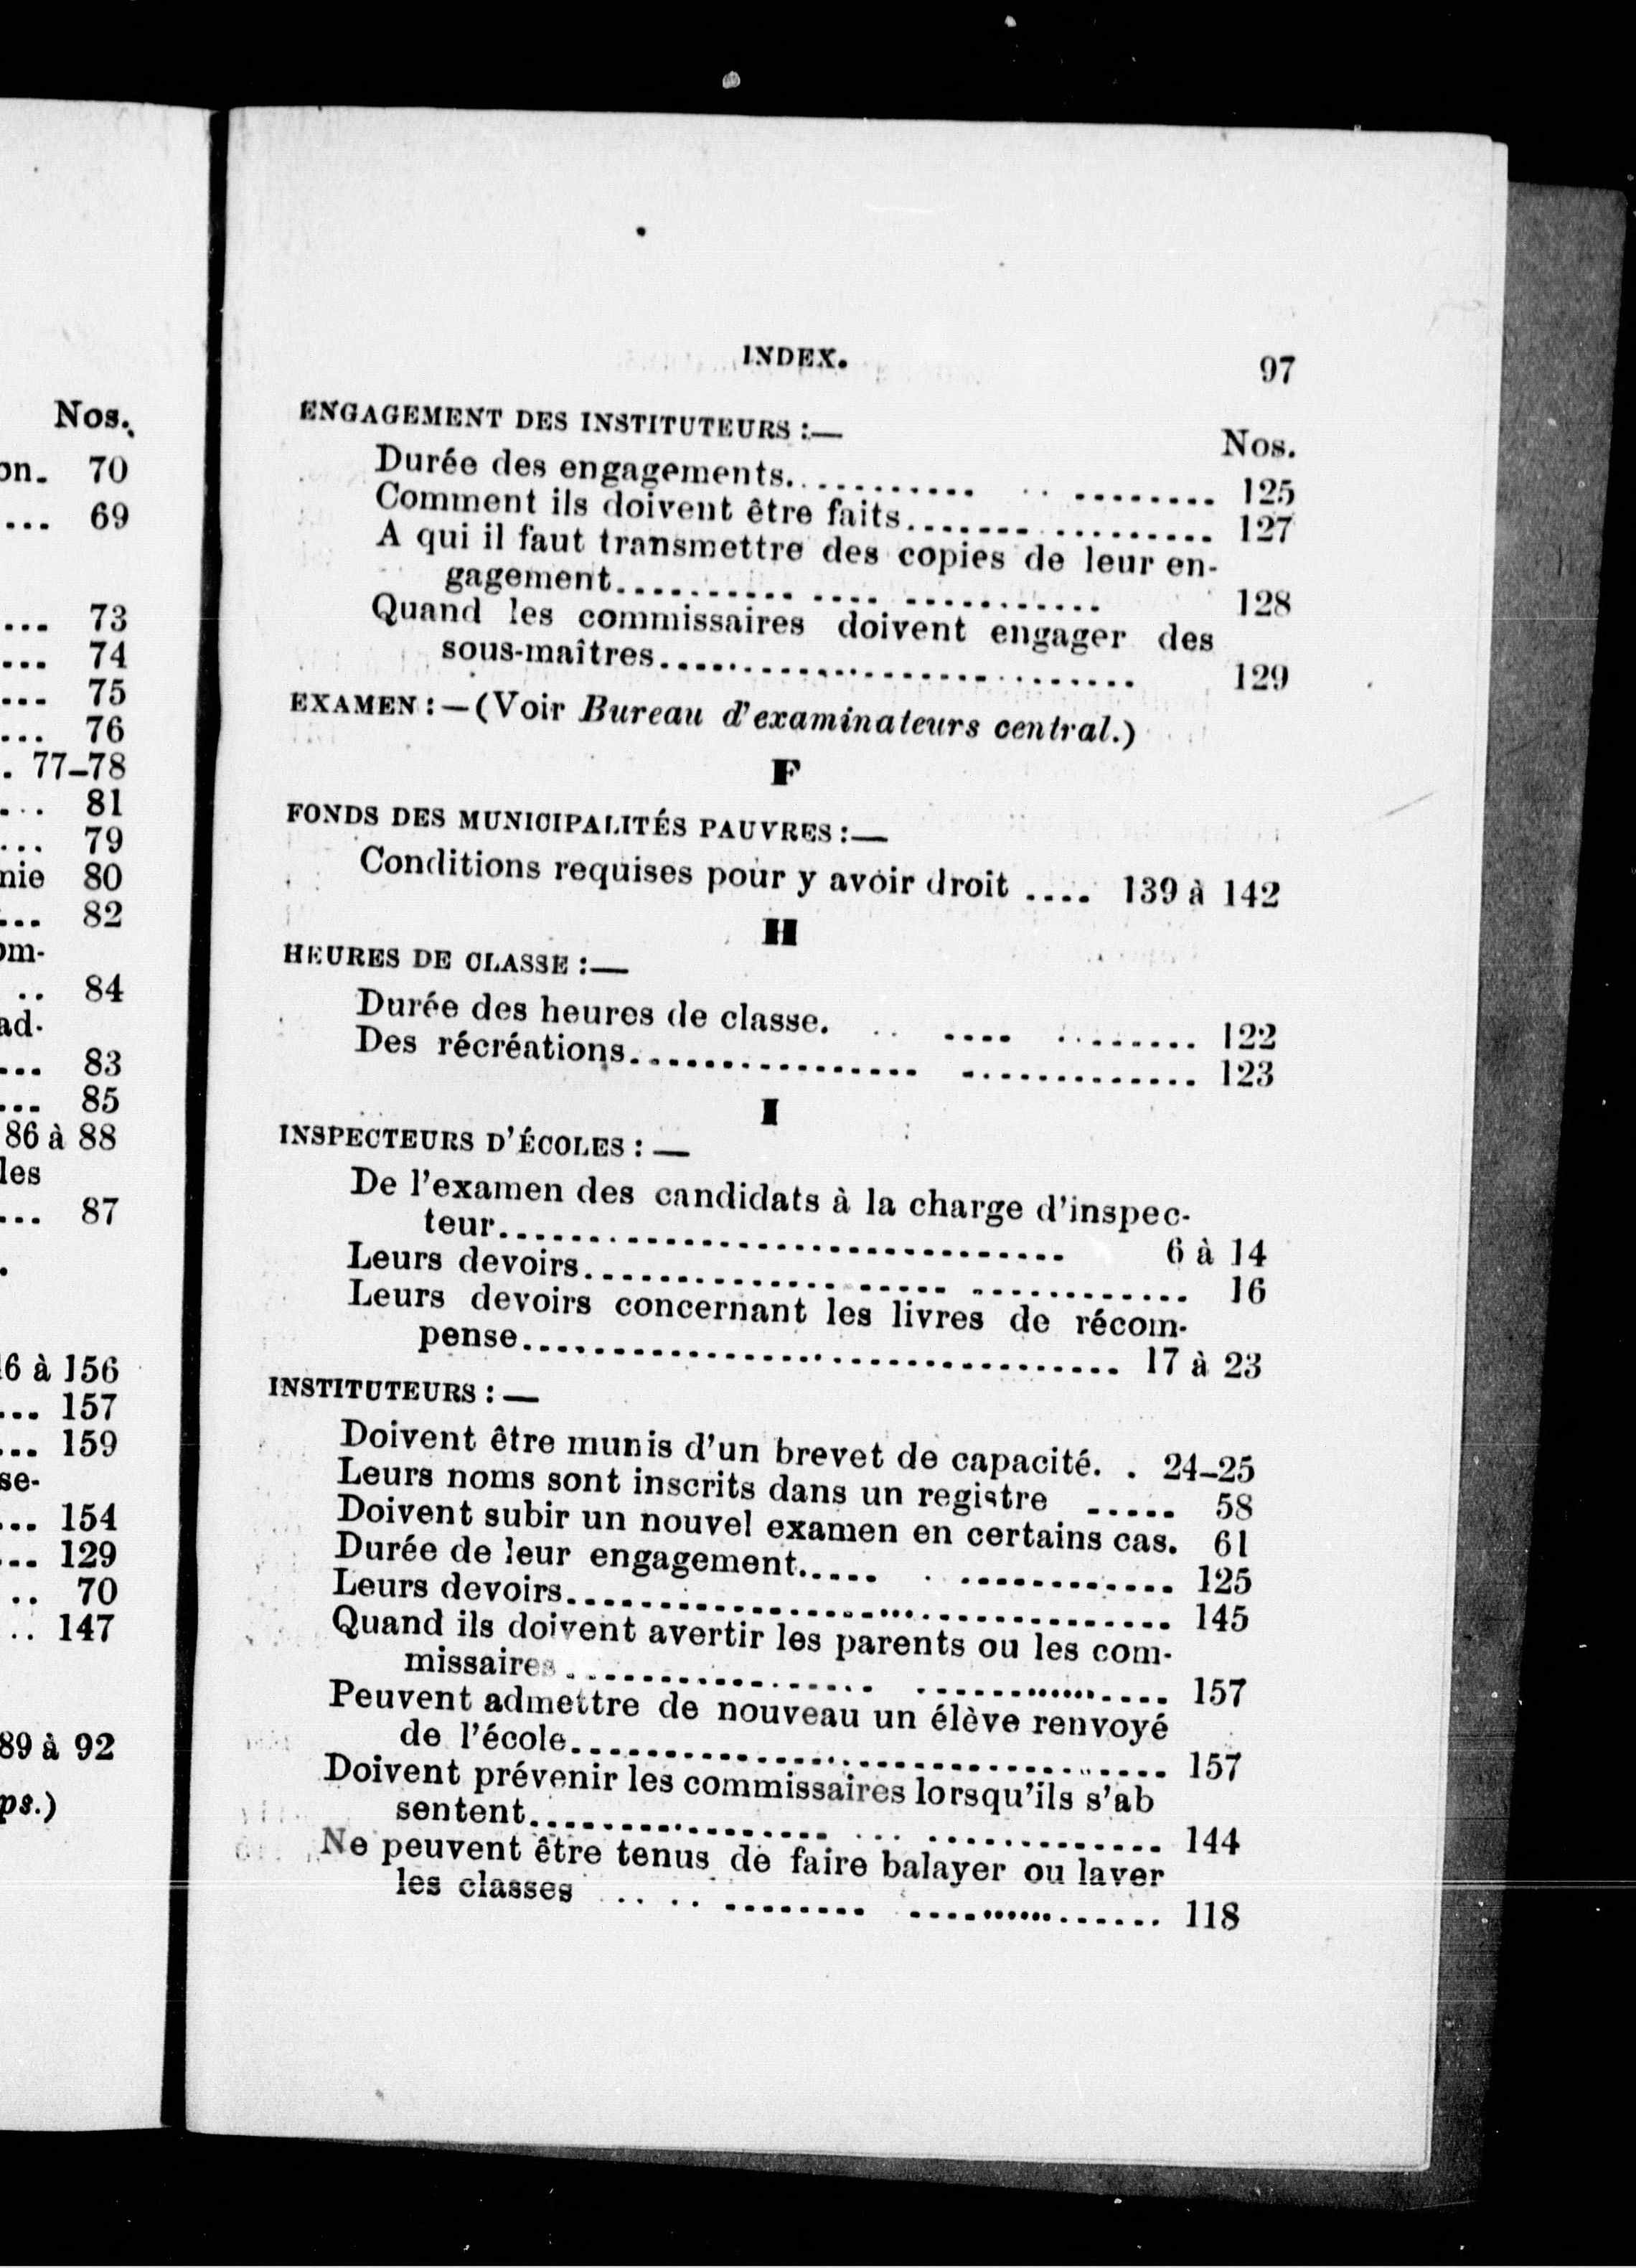 Nos.
on. 70
... 69
... 73
... 74
... 75
... 76
. 77–78
... 81
... 79
nie 80
... 82
om-
.. 84
ad-
... 83
... 85
86 à 88
les
... 87
.
6 à 156
... 157
... 159
se-
... 154
... 129
.. 70
.. 147
89 à 92
ps.)
INDEX. 97
ENGAGEMENT DES INSTITUTEURS :—
Nos.
Durée des engagements.................... 125
Comment ils doivent être faits.................... 127
A qui il faut transmettre des copies de leur en-
gagement.................... 128
Quand les commissaires doivent engager des
sous-maîtres.................... 129
EXAMEN : — (Voir Bureau d'examinateurs central.)
F
FONDS DES MUNICIPALITÉS PAUVRES :—
Conditions requises pour y avoir droit .... 139 à 142
H
HEURES DE CLASSE :—
Durée des heures de classe. .. .... ........ 122
Des récréations.................... 123
I
INSPECTEURS D'ÉCOLES : —
De l'examen des candidats à la charge d'inspec-
teur.................... 6 à 14
Leurs devoirs.................... 16
Leurs devoirs concernant les livres de récom-
pense.................... 17 à 23
INSTITUTEURS : —
Doivent être munis d'un brevet de capacité. . 24–25
Leurs noms sont inscrits dans un registre ..... 58
Doivent subir un nouvel examen en certains cas. 61
Durée de leur engagement..... . ............ 125
Leurs devoirs.................... 145
Quand ils doivent avertir les parents ou les com-
missaires.................... 157
Peuvent admettre de nouveau un élève renvoyé
de l'école.................... 157
Doivent prévenir les commissaires lorsqu'ils s'ab
sentent.................... 144
Ne peuvent être tenus de faire balayer ou laver
les classes .. .. ........ .............. 118